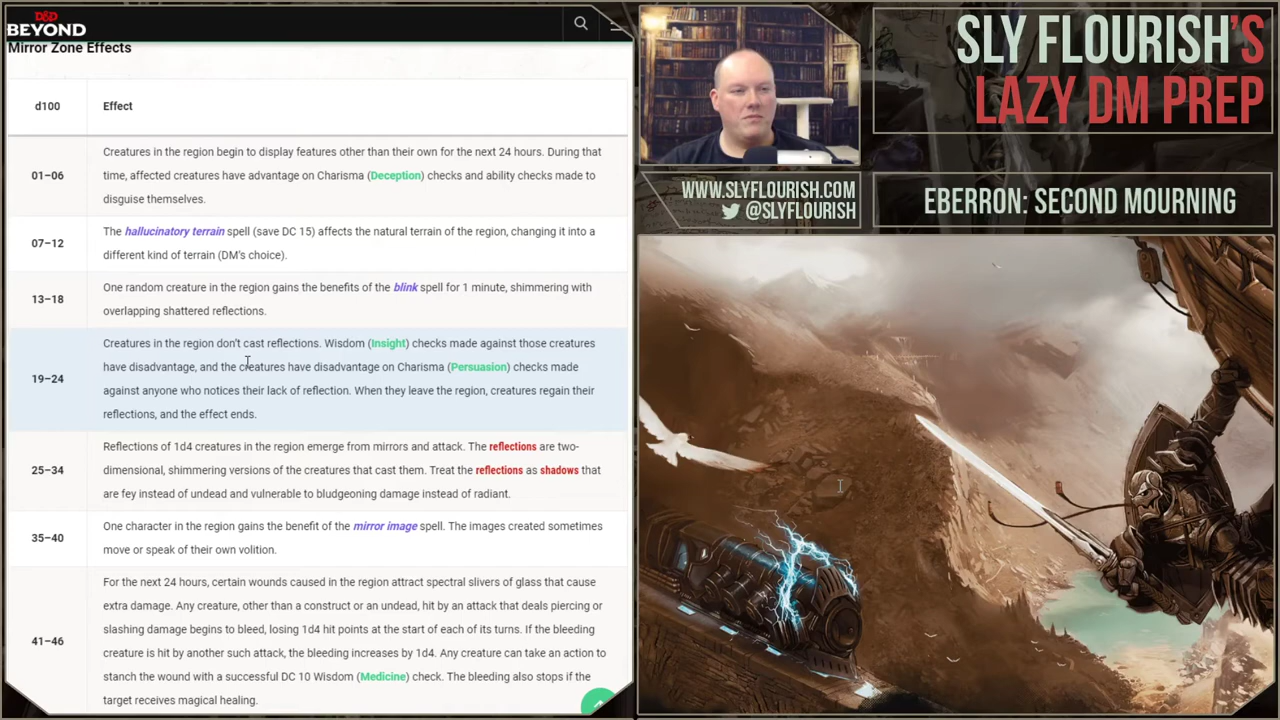 D&D
BEYOND
Mirror Zone Effects
d100 Effect
01–06
Creatures in the region begin to display features other than their own for the next 24 hours. During that
time, affected creatures have advantage on Charisma (Deception) checks and ability checks made to
disguise themselves.
07–12
The hallucinatory terrain spell (save DC 15) affects the natural terrain of the region, changing it into a
different kind of terrain (DM's choice).
13–18
One random creature in the region gains the benefits of the blink spell for 1 minute, shimmering with
overlapping shattered reflections.
19–24
Creatures in the region don't cast reflections. Wisdom (Insight) checks made against those creatures
have disadvantage, and the creatures have disadvantage on Charisma (Persuasion) checks made
against anyone who notices their lack of reflection. When they leave the region, creatures regain their
reflections, and the effect ends.
25–34
Reflections of 1d4 creatures in the region emerge from mirrors and attack. The reflections are two-
dimensional, shimmering versions of the creatures that cast them. Treat the reflections as shadows that
are fey instead of undead and vulnerable to bludgeoning damage instead of radiant.
35–40
One character in the region gains the benefit of the mirror image spell. The images created sometimes
move or speak of their own volition.
41–46
For the next 24 hours, certain wounds caused in the region attract spectral slivers of glass that cause
extra damage. Any creature, other than a construct or an undead, hit by an attack that deals piercing or
slashing damage begins to bleed, losing 1d4 hit points at the start of each of its turns. If the bleeding
creature is hit by another such attack, the bleeding increases by 1d4. Any creature can take an action to
stanch the wound with a successful DC 10 Wisdom (Medicine) check. The bleeding also stops if the
target receives magical healing.
SLY FLOURISH'S
LAZY DM PREP
WWW.SLYFLOURISH.COM
@SLYFLOURISH
EBERRON: SECOND MOURNING